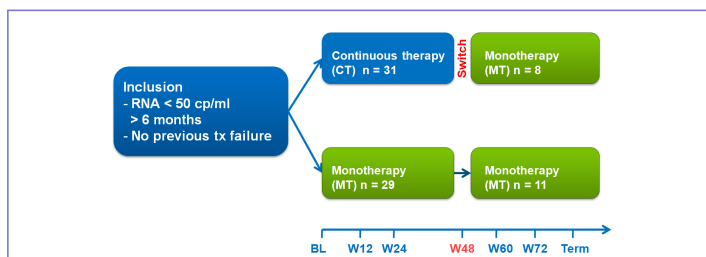 Inclusion
- RNA < 50 cp/ml
> 6 months
- No previous tx failure
Continuous therapy
(CT) n = 31
Switch
Monotherapy
(MT) n = 8
Monotherapy
(MT) n = 29
Monotherapy
(MT) n = 11
BL W12 W24 W48 W60 W72 Term